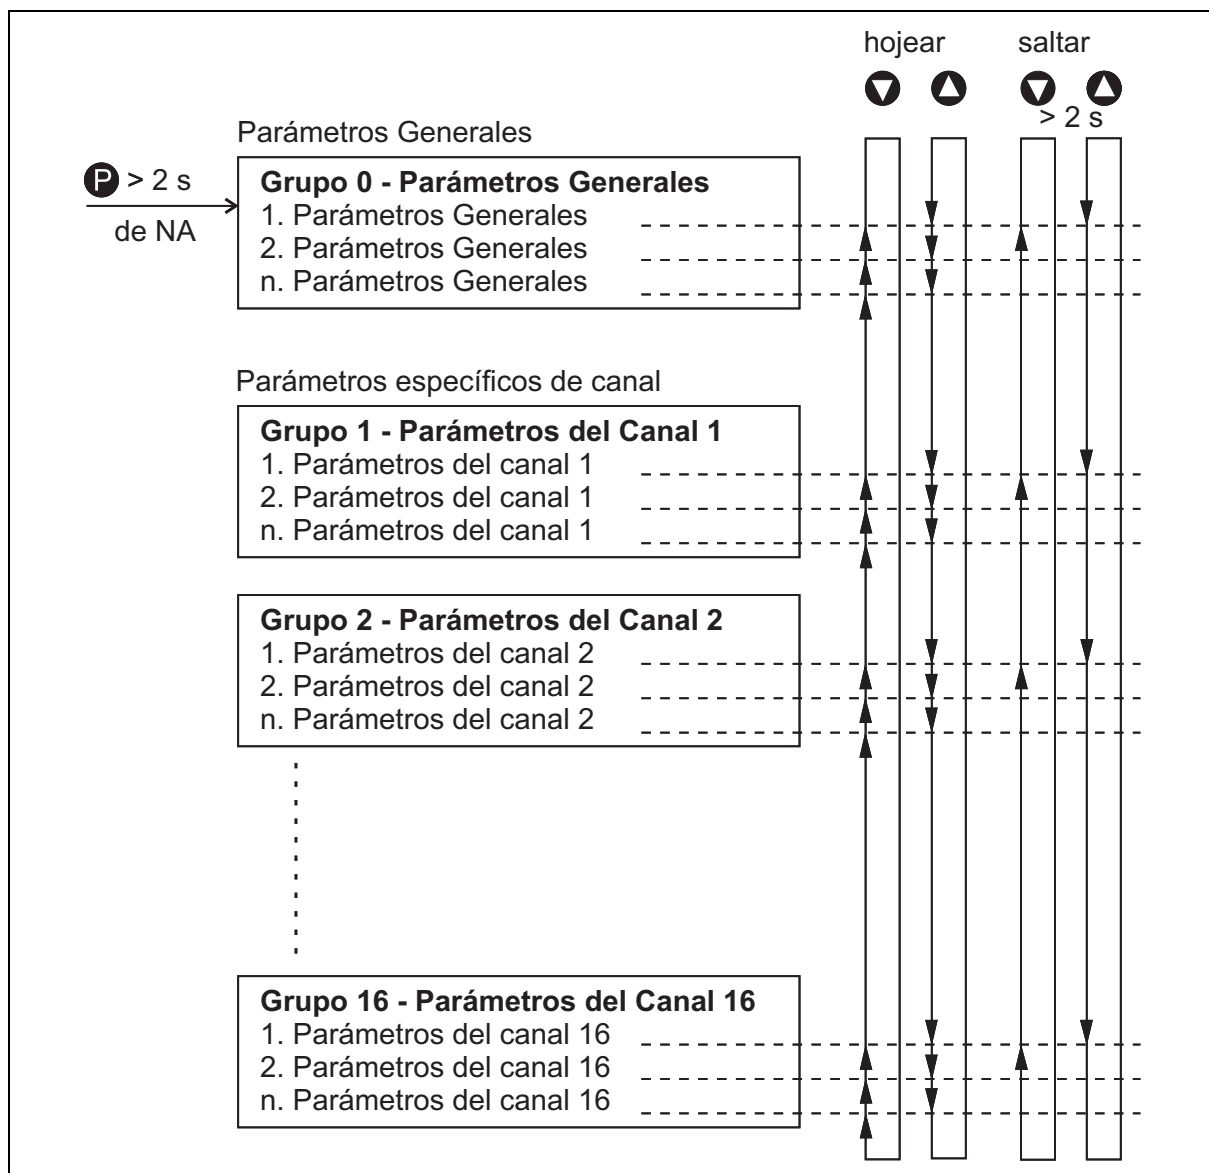 hojear saltar
> 2 s
Parámetros Generales
P > 2 s
de NA
Grupo 0 - Parámetros Generales
1. Parámetros Generales
2. Parámetros Generales
n. Parámetros Generales
Parámetros específicos de canal
Grupo 1 - Parámetros del Canal 1
1. Parámetros del canal 1
2. Parámetros del canal 1
n. Parámetros del canal 1
Grupo 2 - Parámetros del Canal 2
1. Parámetros del canal 2
2. Parámetros del canal 2
n. Parámetros del canal 2
Grupo 16 - Parámetros del Canal 16
1. Parámetros del canal 16
2. Parámetros del canal 16
n. Parámetros del canal 16